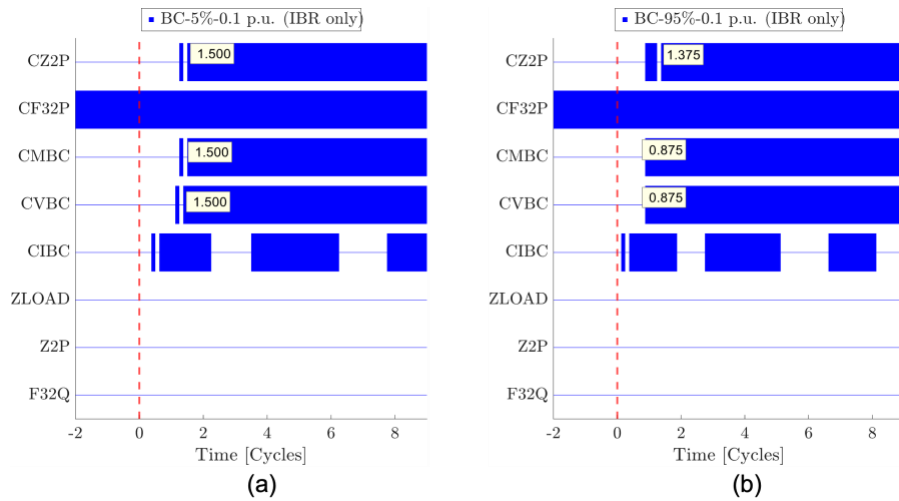 BC-5%-0.1 p.u. (IBR only)
CZ2P
1.500
CF32P
CMBC
1.500
CVBC
1.500
CIBC
ZLOAD
Z2P
F32Q
-2 0 2 4 6 8
Time [Cycles]
(a)
BC-95%-0.1 p.u. (IBR only)
CZ2P
1.375
CF32P
CMBC
0.875
CVBC
0.875
CIBC
ZLOAD
Z2P
F32Q
-2 0 2 4 6 8
Time [Cycles]
(b)